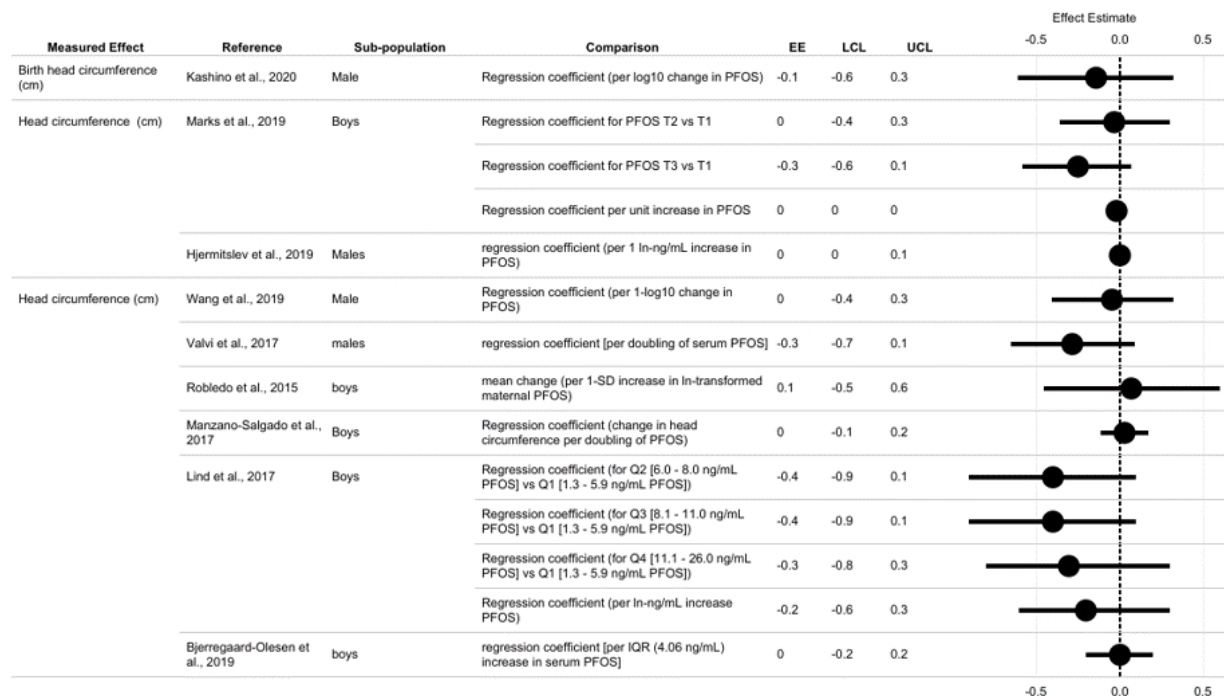 Effect Estimate
Measured Effect Reference Sub-population Comparison EE LCL UCL -0.5 0.0 0.5
Birth head circumference
(cm)
Kashino et al., 2020 Male Regression coefficient (per log10 change in PFOS) -0.1 -0.6 0.3
Head circumference (cm) Marks et al., 2019 Boys Regression coefficient for PFOS T2 vs T1 0 -0.4 0.3
Regression coefficient for PFOS T3 vs T1 -0.3 -0.6 0.1
Regression coefficient per unit increase in PFOS 0 0 0
Hjermitslev et al., 2019 Males regression coefficient (per 1 ln-ng/mL increase in
PFOS) 0 0 0.1
Head circumference (cm) Wang et al., 2019 Male Regression coefficient (per 1-log10 change in
PFOS) 0 -0.4 0.3
Valvi et al., 2017 males regression coefficient [per doubling of serum PFOS] -0.3 -0.7 0.1
Robledo et al., 2015 boys mean change (per 1-SD increase in ln-transformed
maternal PFOS) 0.1 -0.5 0.6
Manzano-Salgado et al.,
2017 Boys Regression coefficient (change in head
circumference per doubling of PFOS) 0 -0.1 0.2
Lind et al., 2017 Boys Regression coefficient (for Q2 [6.0 - 8.0 ng/mL
PFOS] vs Q1 [1.3 - 5.9 ng/mL PFOS]) -0.4 -0.9 0.1
Regression coefficient (for Q3 [8.1 - 11.0 ng/mL
PFOS] vs Q1 [1.3 - 5.9 ng/mL PFOS]) -0.4 -0.9 0.1
Regression coefficient (for Q4 [11.1 - 26.0 ng/mL
PFOS] vs Q1 [1.3 - 5.9 ng/mL PFOS]) -0.3 -0.8 0.3
Regression coefficient (per ln-ng/mL increase
PFOS) -0.2 -0.6 0.3
Bjerregaard-Olesen et
al., 2019 boys regression coefficient [per IQR (4.06 ng/mL)
increase in serum PFOS] 0 -0.2 0.2
-0.5 0.0 0.5